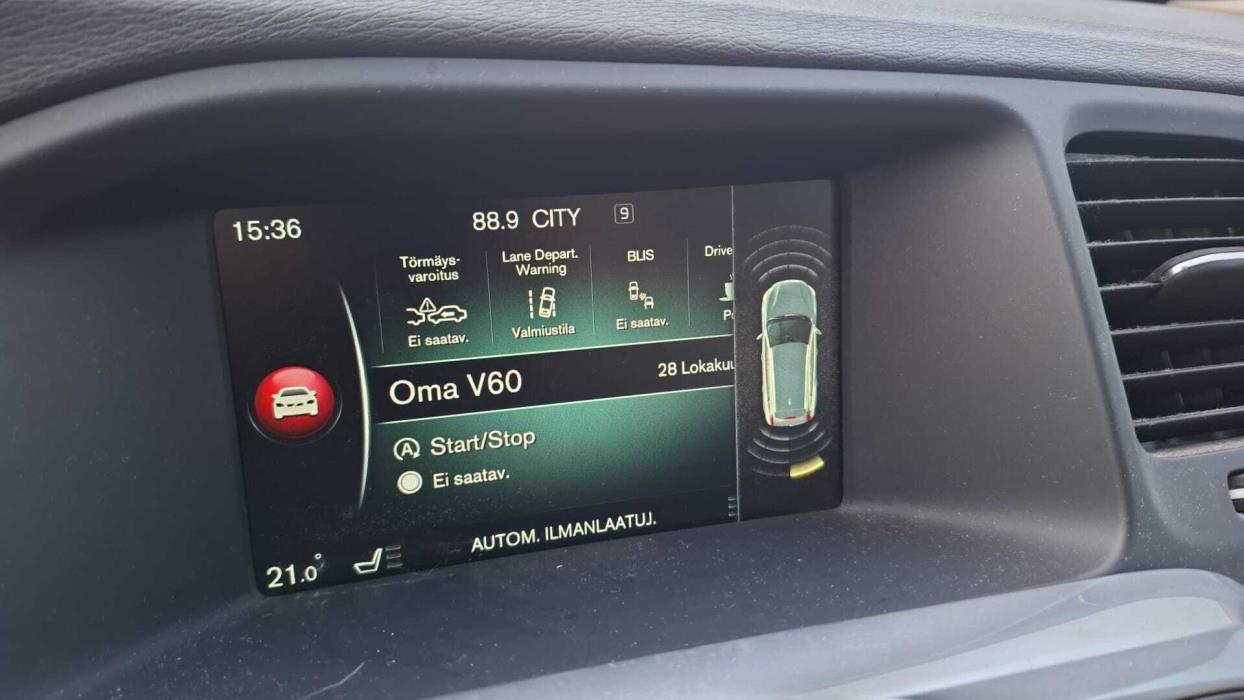 15:36
88.9 CITY 9
Törmäys-
varoitus
Ei saatav.
Lane Depart.
Warning
Valmiustila
BLIS
Ei saatav.
Drive
P
Oma V60
28 Lokakuu
A Start/Stop
Ei saatav.
AUTOM. ILMANLAATUJ.
21.0°